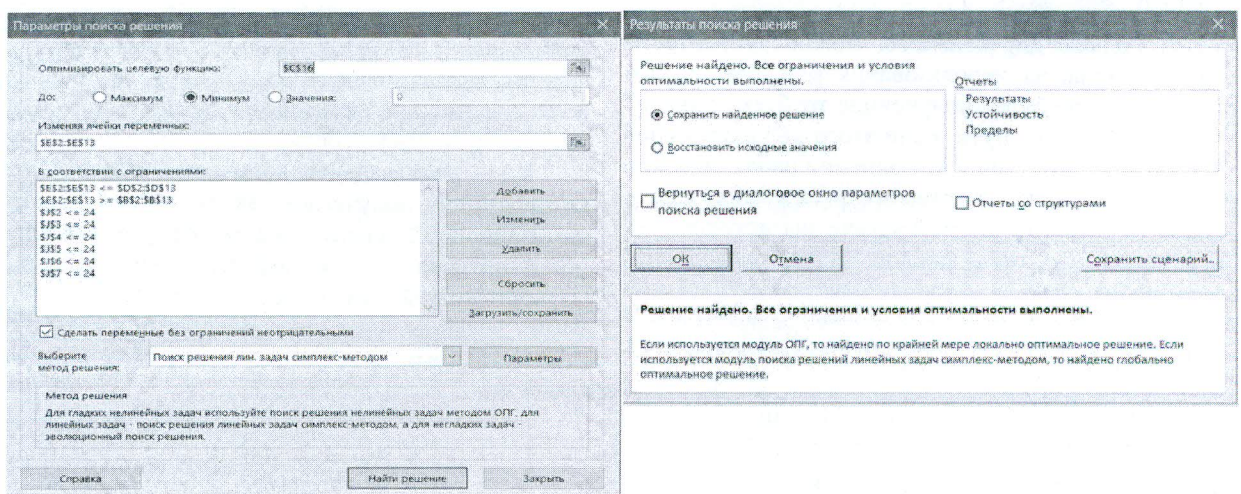 Параметры поиска решения
Оптимизировать целевую функцию:
$C$16
До:
Максимум
Минимум
Значения:
0
Изменяя ячейки переменных:
$E$2:$E$13
В соответствии с ограничениями:
$E$2:$E$13 <= $D$2:$D$13
$E$2:$E$13 >= $B$2:$B$13
$J$2 <= 24
$J$3 <= 24
$J$4 <= 24
$J$5 <= 24
$J$6 <= 24
$J$7 <= 24
Добавить
Изменить
Удалить
Сбросить
Загрузить/сохранить
Сделать переменные без ограничений неотрицательными
Выберите
метод решения:
Поиск решения лин. задач симплекс-методом
Параметры
Метод решения
Для гладких нелинейных задач используйте поиск решения нелинейных задач методом ОПГ, для
линейных задач - поиск решения линейных задач симплекс-методом, а для негладких задач -
эволюционный поиск решения.
Справка
Найти решение
Закрыть
Результаты поиска решения
Решение найдено. Все ограничения и условия
оптимальности выполнены.
Сохранить найденное решение
Восстановить исходные значения
Отчеты
Результаты
Устойчивость
Пределы
Вернуться в диалоговое окно параметров
поиска решения
Отчеты со структурами
ОК
Отмена
Сохранить сценарий..
Решение найдено. Все ограничения и условия оптимальности выполнены.
Если используется модуль ОПГ, то найдено по крайней мере локально оптимальное решение. Если
используется модуль поиска решений линейных задач симплекс-методом, то найдено глобально
оптимальное решение.